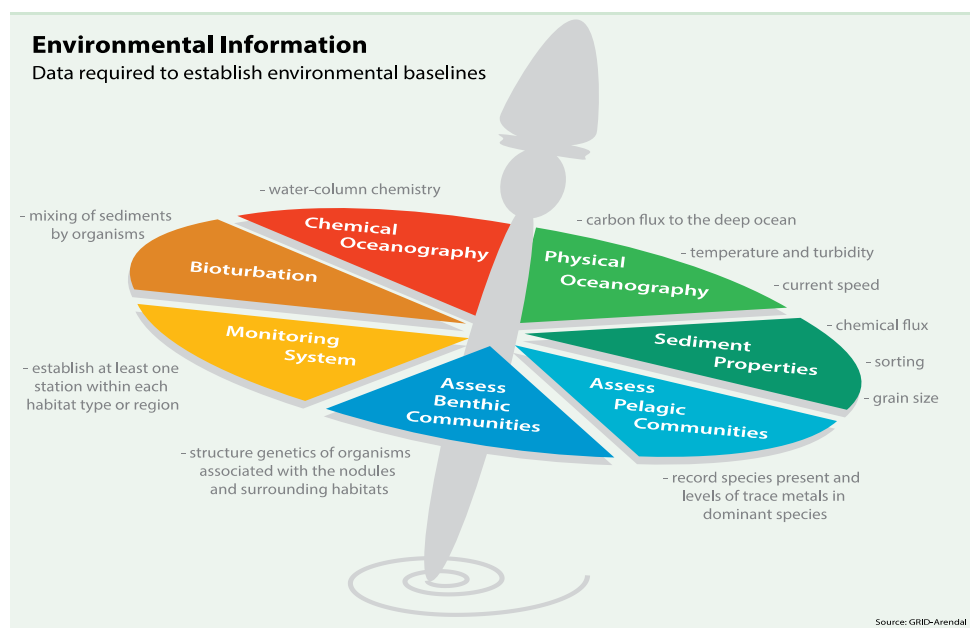 Environmental Information
Data required to establish environmental baselines
– water-column chemistry
– mixing of sediments
by organisms
Chemical
Oceanography
Bioturbation
Monitoring
System
– establish at least one
station within each
habitat type or region
– carbon flux to the deep ocean
– temperature and turbidity
– current speed
Physical
Oceanography
– chemical flux
– sorting
– grain size
Sediment
Properties
Assess
Benthic
Communities
Assess
Pelagic
Communities
– structure genetics of organisms
associated with the nodules
and surrounding habitats
– record species present and
levels of trace metals in
dominant species
Source: GRID-Arendal